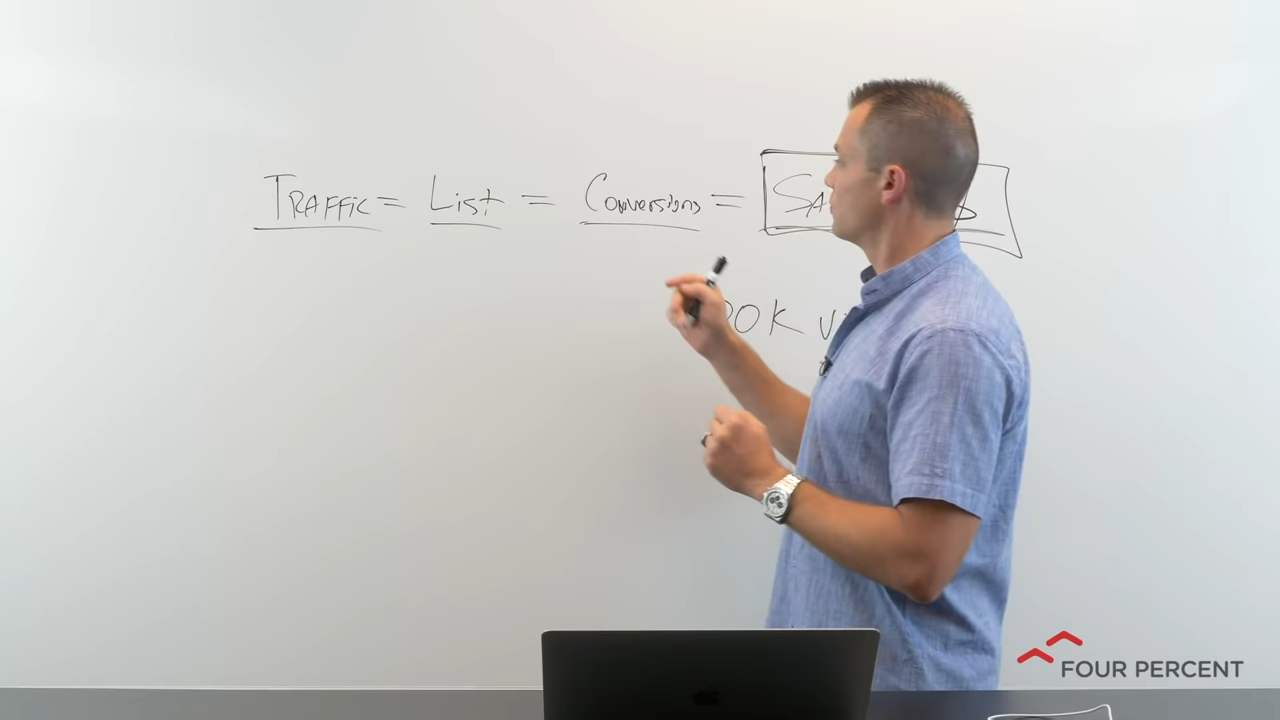 Traffic = List = Conversions =
FOUR PERCENT